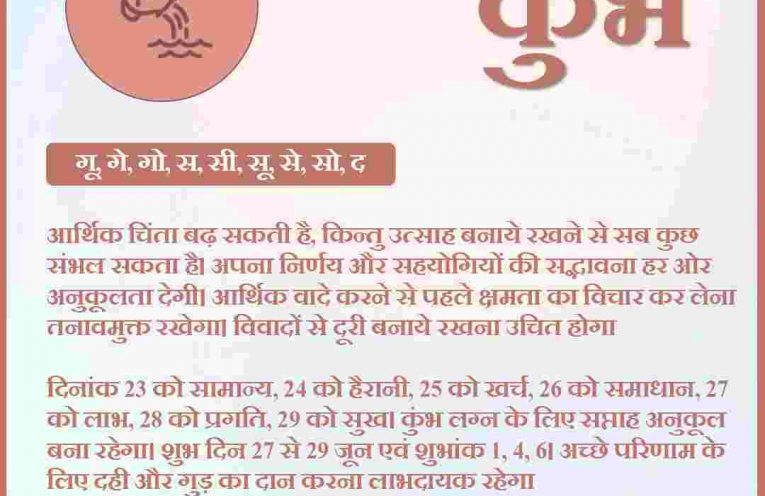 कुंभ
गू, गे, गो, स, सी, सू, से, सो, द
आर्थिक चिंता बढ़ सकती है, किन्तु उत्साह बनाये रखने से सब कुछ
संभल सकता है। अपना निर्णय और सहयोगियों की सद्भावना हर ओर
अनुकूलता देगी। आर्थिक वादे करने से पहले क्षमता का विचार कर लेना
तनावमुक्त रखेगा। विवादों से दूरी बनाये रखना उचित होगा
दिनांक 23 को सामान्य, 24 को हैरानी, 25 को खर्च, 26 को समाधान, 27
को लाभ, 28 को प्रगति, 29 को सुख। कुंभ लग्न के लिए सप्ताह अनुकूल
बना रहेगा। शुभ दिन 27 से 29 जून एवं शुभांक 1, 4, 6। अच्छे परिणाम के
लिए दही और गुड़ का दान करना लाभदायक रहेगा